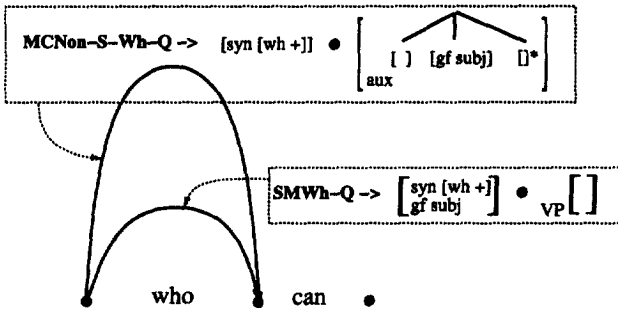 MCNon-S-Wh-Q -> [syn [wh +]] • [ aux [ ] [gf subj] []* ]
SMWh-Q -> [ syn [wh +] gf subj ] • VP [ ]
• who • can •